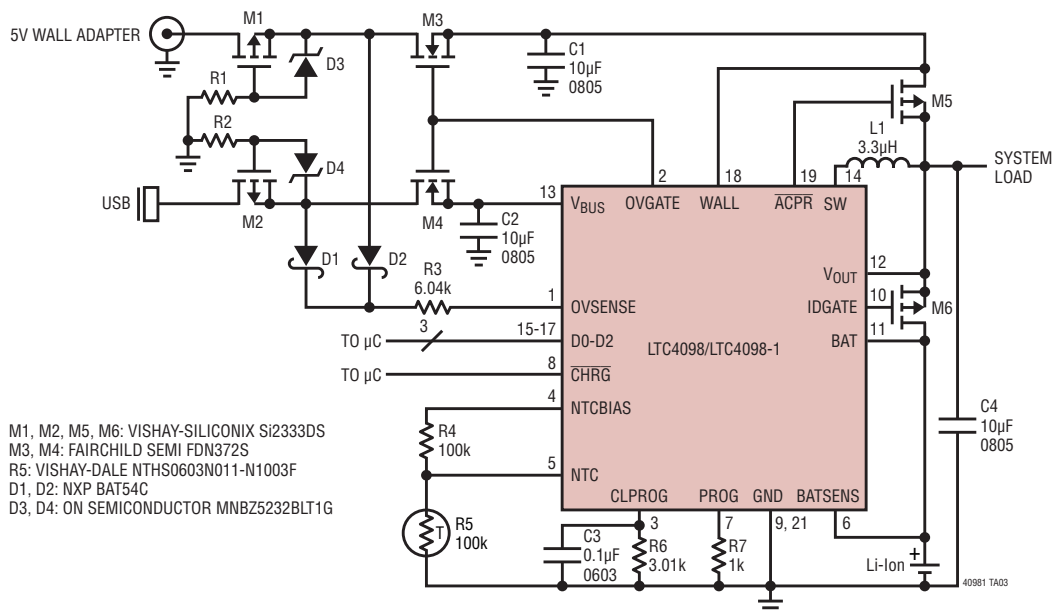 5V WALL ADAPTER
M1
M3
D3
R1
R2
D4
USB
M2
M4
D1
D2
C1
10µF
0805
C2
10µF
0805
R3
6.04k
M5
L1
3.3µH
SYSTEM
LOAD
2
18
19
14
13
VBUS
OVGATE
WALL
ACPR
SW
12
VOUT
1
OVSENSE
10
IDGATE
M6
11
BAT
TO µC
3
15-17
D0-D2
LTC4098/LTC4098-1
TO µC
8
CHRG
4
NTCBIAS
R4
100k
5
NTC
C4
10µF
0805
M1, M2, M5, M6: VISHAY-SILICONIX Si2333DS
M3, M4: FAIRCHILD SEMI FDN372S
R5: VISHAY-DALE NTHS0603N011-N1003F
D1, D2: NXP BAT54C
D3, D4: ON SEMICONDUCTOR MNBZ5232BLT1G
CLPROG
PROG
GND
BATSENS
3
7
9, 21
6
T
R5
100k
C3
0.1µF
0603
R6
3.01k
R7
1k
Li-Ion
+
40981 TA03